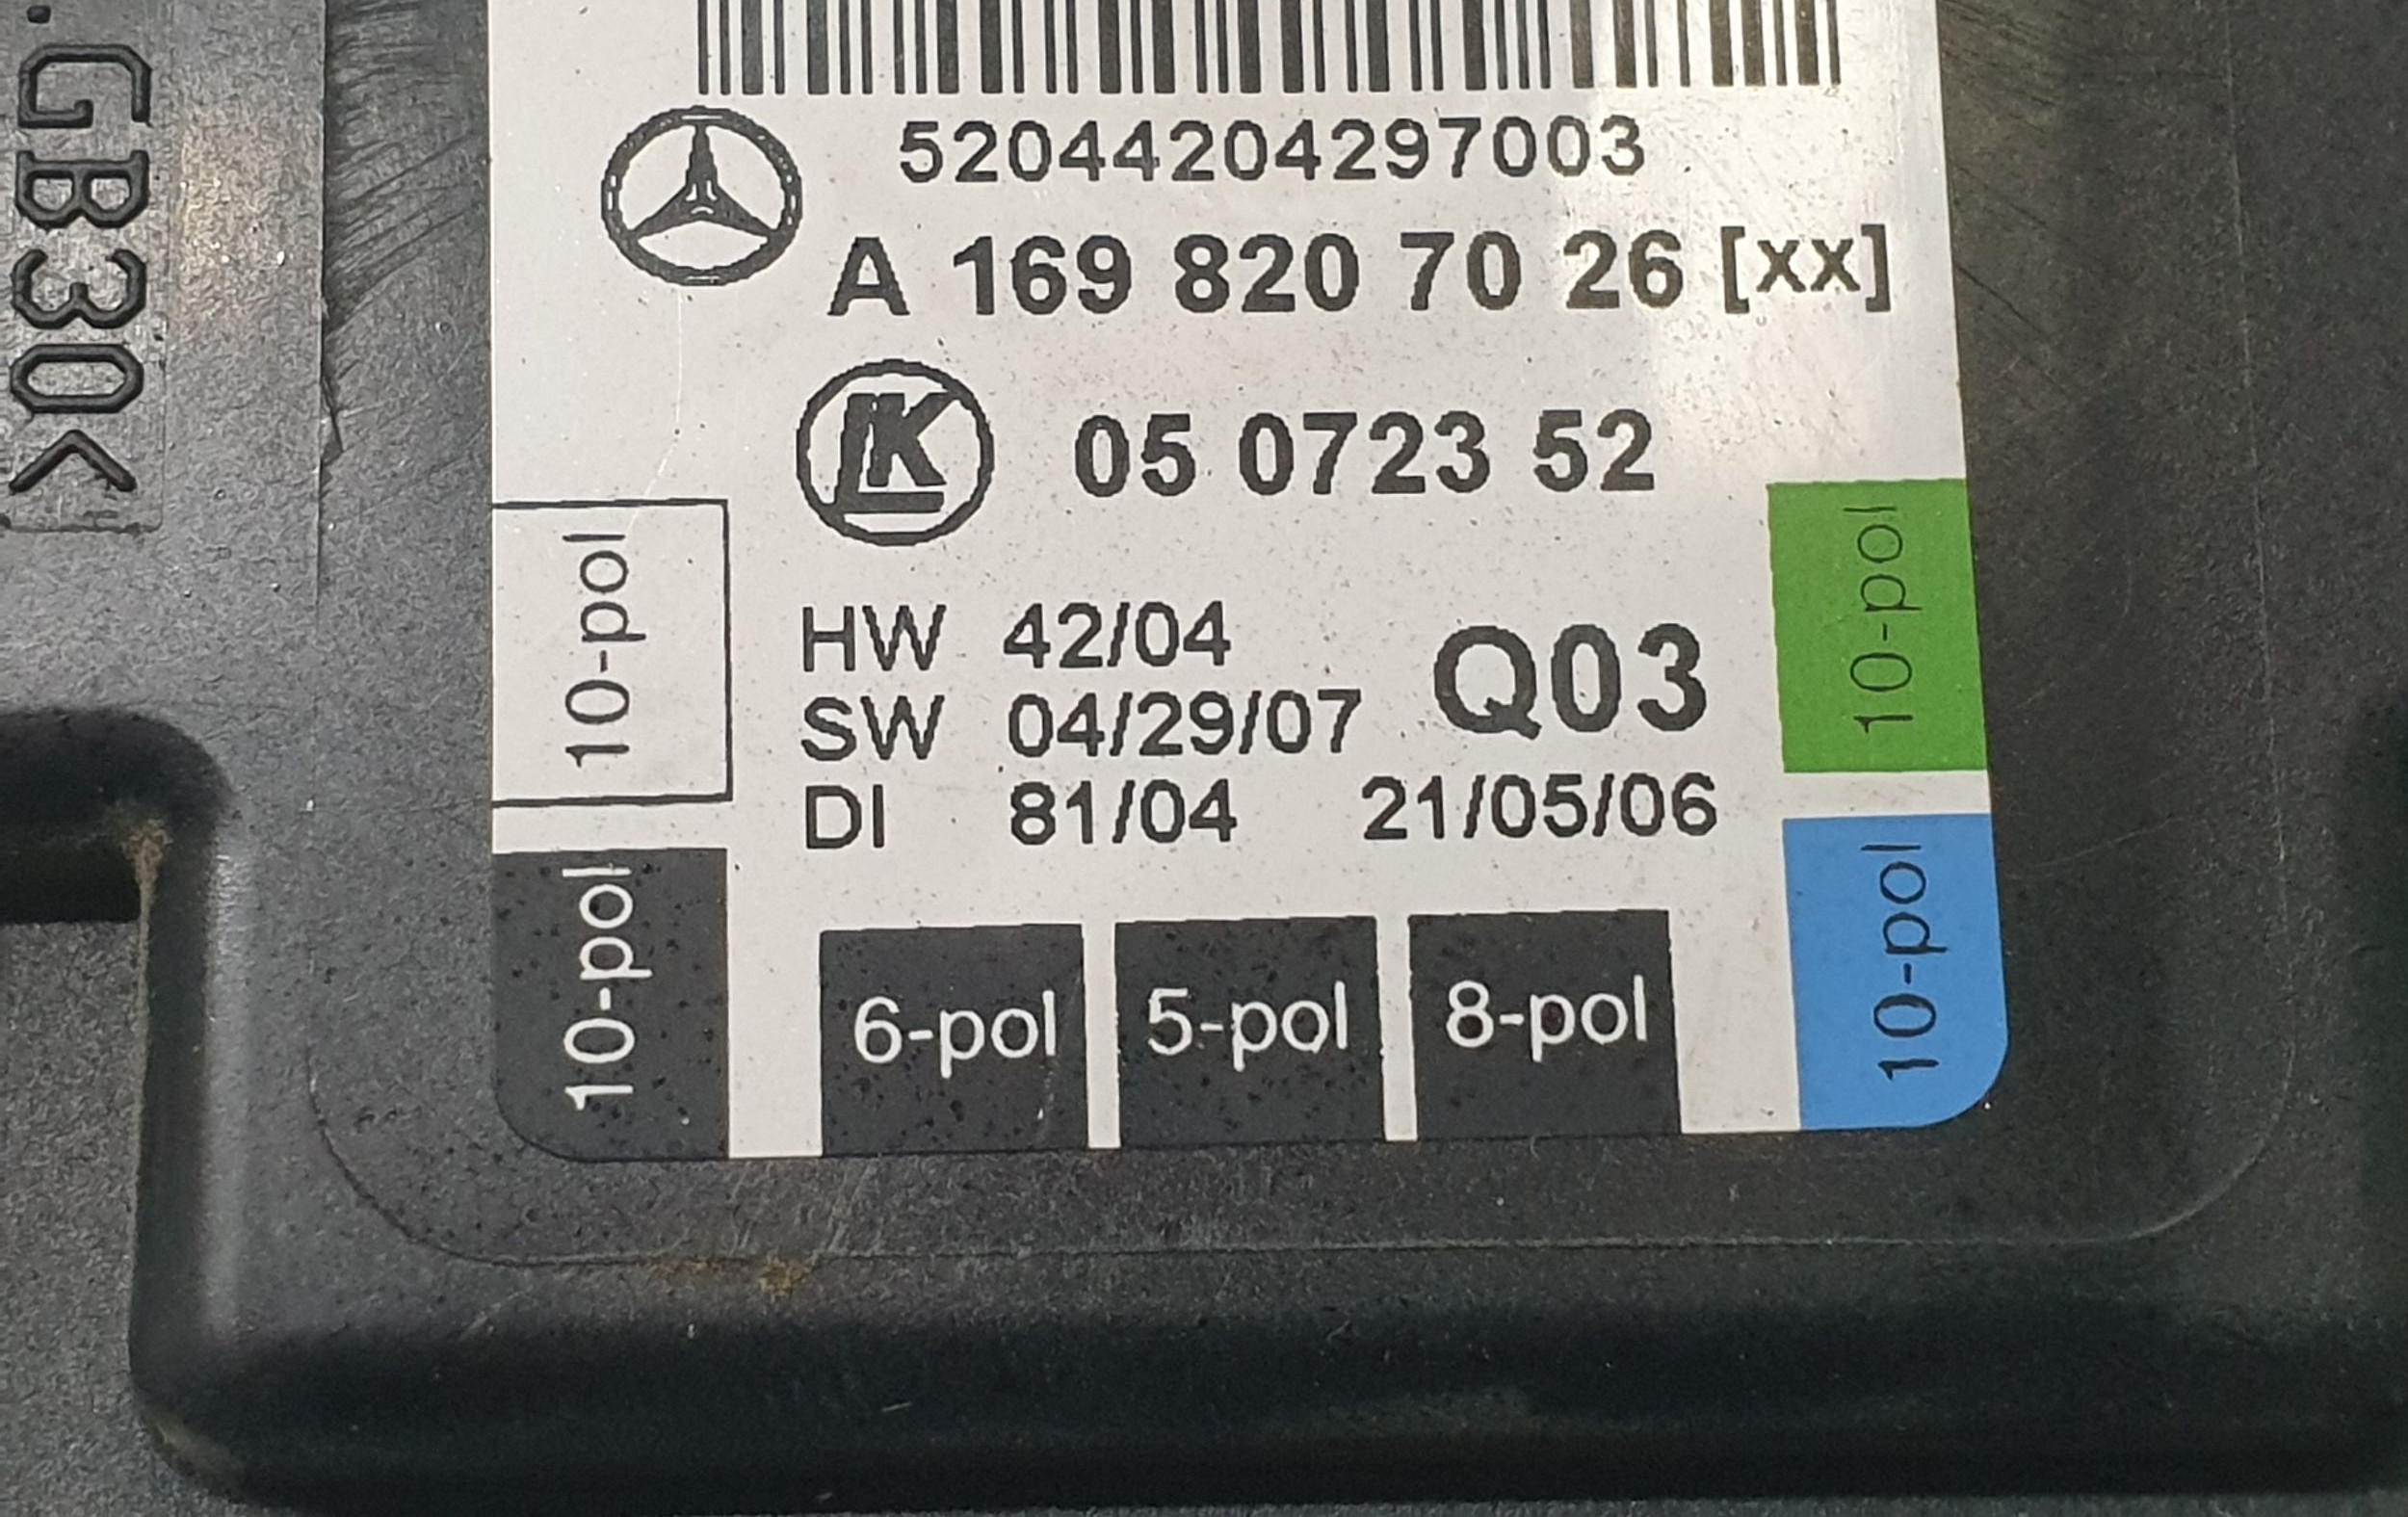 .GB30<
52044204297003
A 169 820 70 26 [xx]
LK 05 0723 52
10-pol
10-pol
HW 42/04
SW 04/29/07 Q03
DI 81/04 21/05/06
10-pol
10-pol
6-pol 5-pol 8-pol